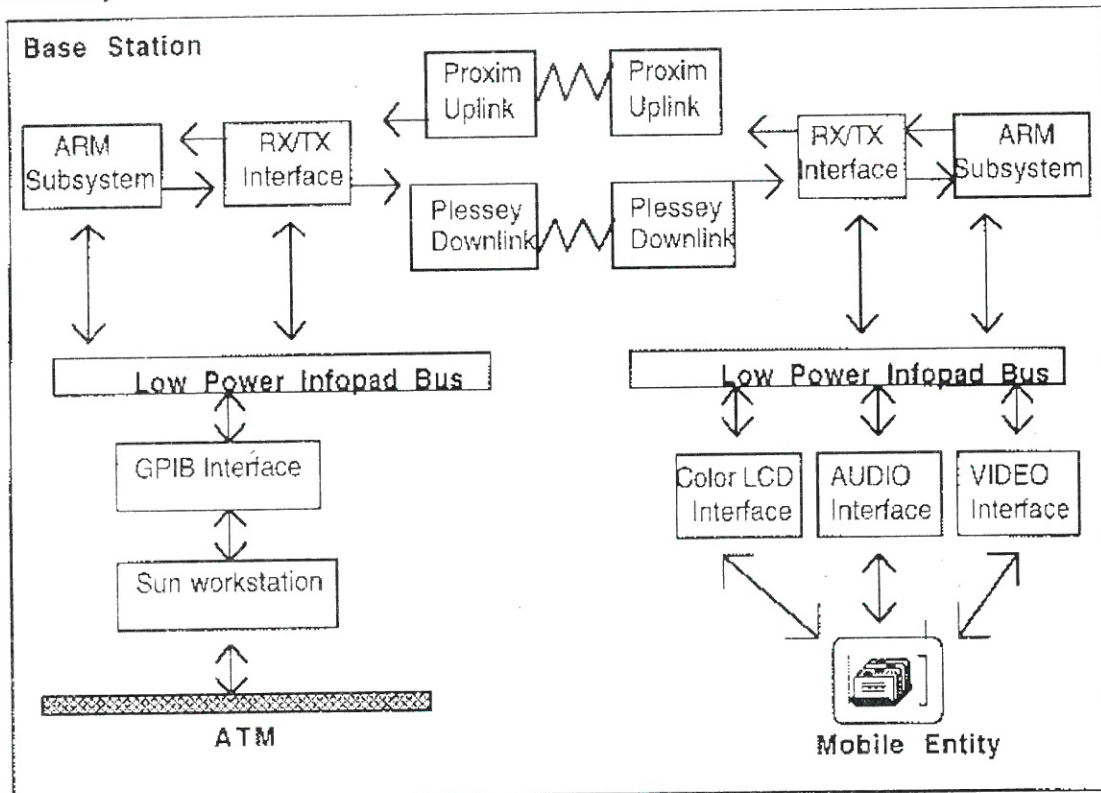 Base Station
Proxim
Uplink
Proxim
Uplink
ARM
Subsystem
RX/TX
Interface
RX/TX
Interface
ARM
Subsystem
Plessey
Downlink
Plessey
Downlink
Low Power Infopad Bus
Low Power Infopad Bus
GPIB Interface
Color LCD
Interface
AUDIO
Interface
VIDEO
Interface
Sun workstation
ATM
Mobile Entity